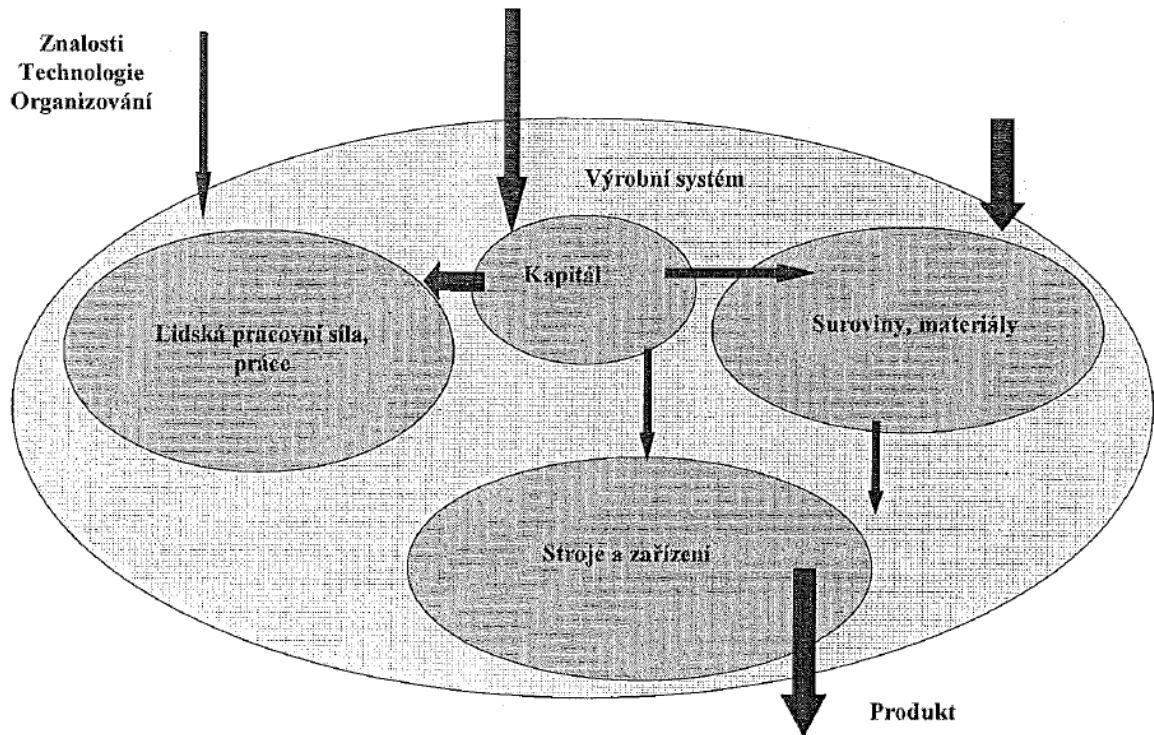 Znalosti
Technologie
Organizování
Výrobní systém
Kapitál
Lidská pracovní síla,
práce
Suroviny, materiály
Stroje a zařízení
Produkt